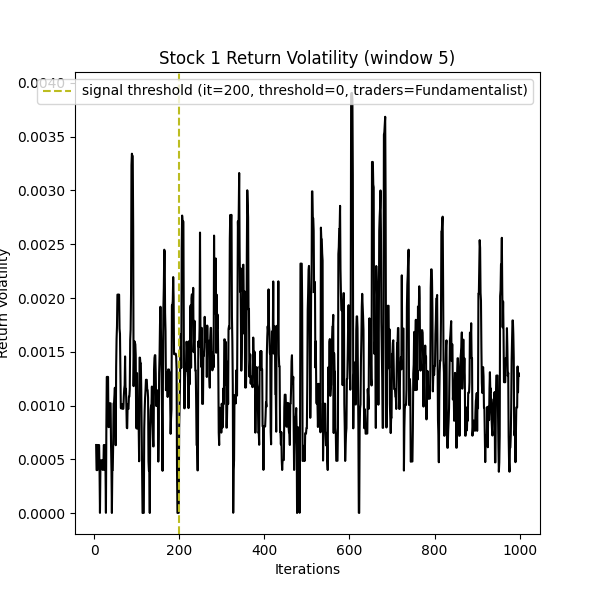 Stock 1 Return Volatility (window 5)
signal threshold (it=200, threshold=0, traders=Fundamentalist)
0.0040
0.0035
0.0030
0.0025
0.0020
0.0015
0.0010
0.0005
0.0000
Return Volatility
0 200 400 600 800 1000
Iterations